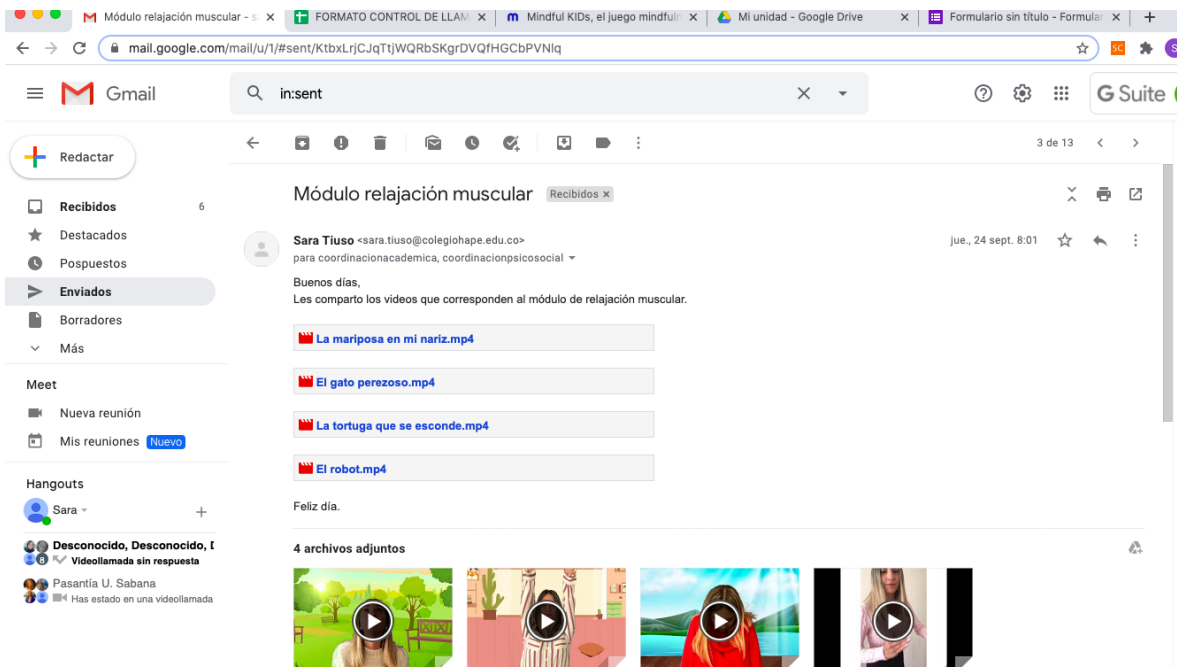 Módulo relajación muscular - s
FORMATO CONTROL DE LLAM
Mindful KIDs, el juego mindfuln
Mi unidad - Google Drive
Formulario sin título - Formular
mail.google.com/mail/u/1/#sent/KtbxLrjCJqTtjWQRbSKgrDVQfHGCbPVNlq
SC
S
Gmail
in:sent
G Suite
Redactar
3 de 13
Recibidos 6
Destacados
Pospuestos
Enviados
Borradores
Más
Meet
Nueva reunión
Mis reuniones Nuevo
Hangouts
Sara
Desconocido, Desconocido, D
8
Videollamada sin respuesta
Pasantía U. Sabana
Has estado en una videollamada
Módulo relajación muscular Recibidos x
Sara Tiuso <sara.tiuso@colegiohape.edu.co>
jue., 24 sept. 8:01
para coordinacionacademica, coordinacionpsicosocial
Buenos días,
Les comparto los videos que corresponden al módulo de relajación muscular.
La mariposa en mi nariz.mp4
El gato perezoso.mp4
La tortuga que se esconde.mp4
El robot.mp4
Feliz día.
4 archivos adjuntos